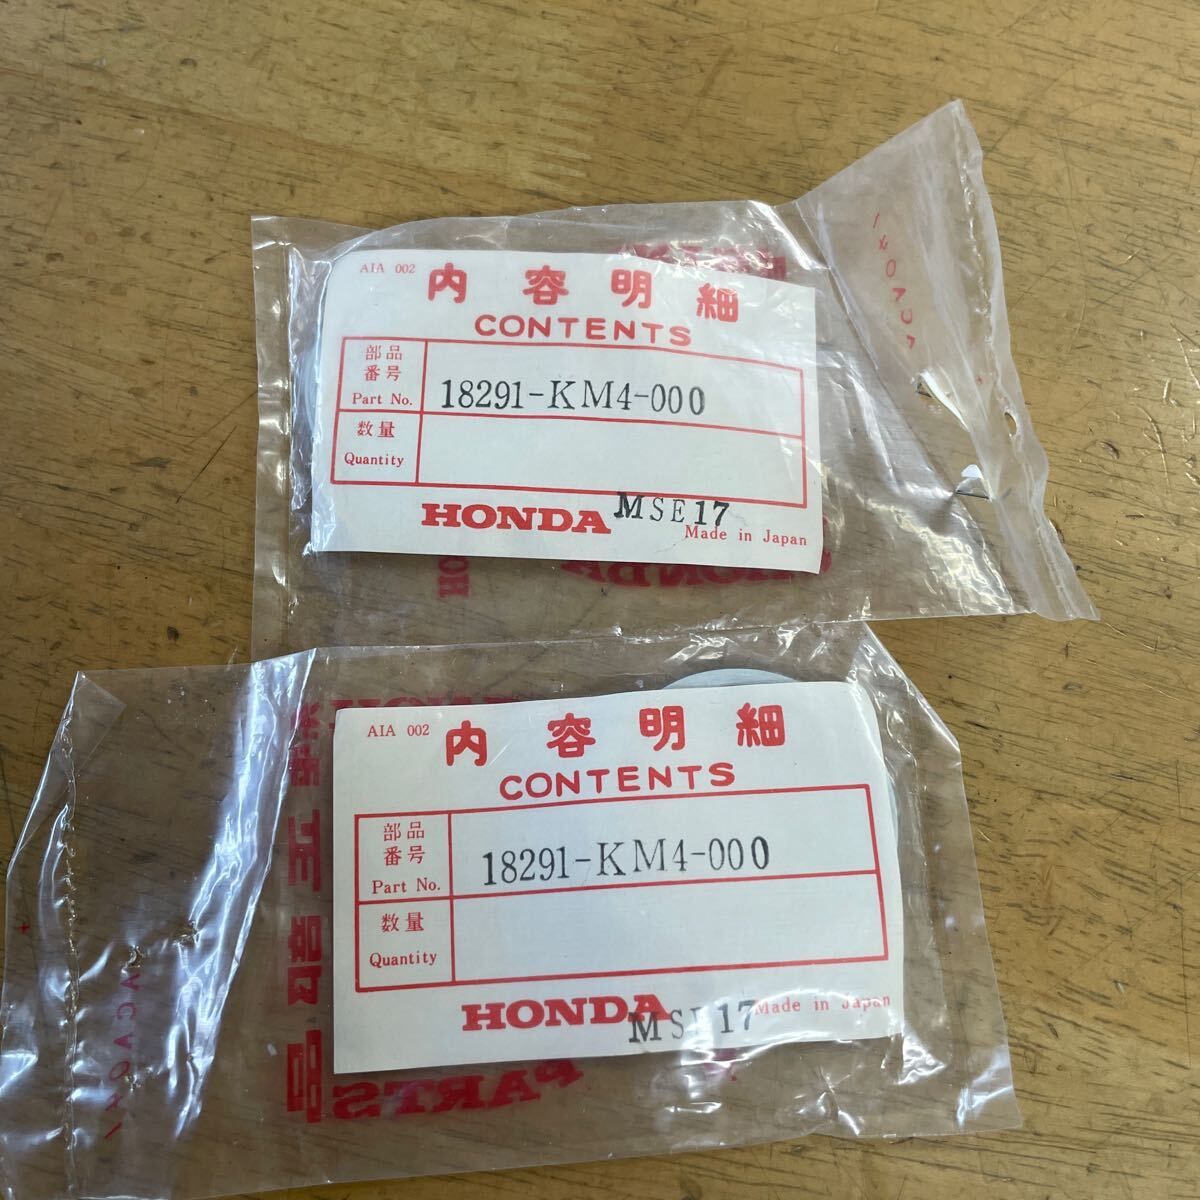 AIA 002
内容明細
CONTENTS
部品
番号
Part No.
18291-KM4-000
数量
Quantity
HONDA
MSE17
Made in Japan
AIA 002
内容明細
CONTENTS
部品
番号
Part No.
18291-KM4-000
数量
Quantity
HONDA
MSE17
Made in Japan
PARTS